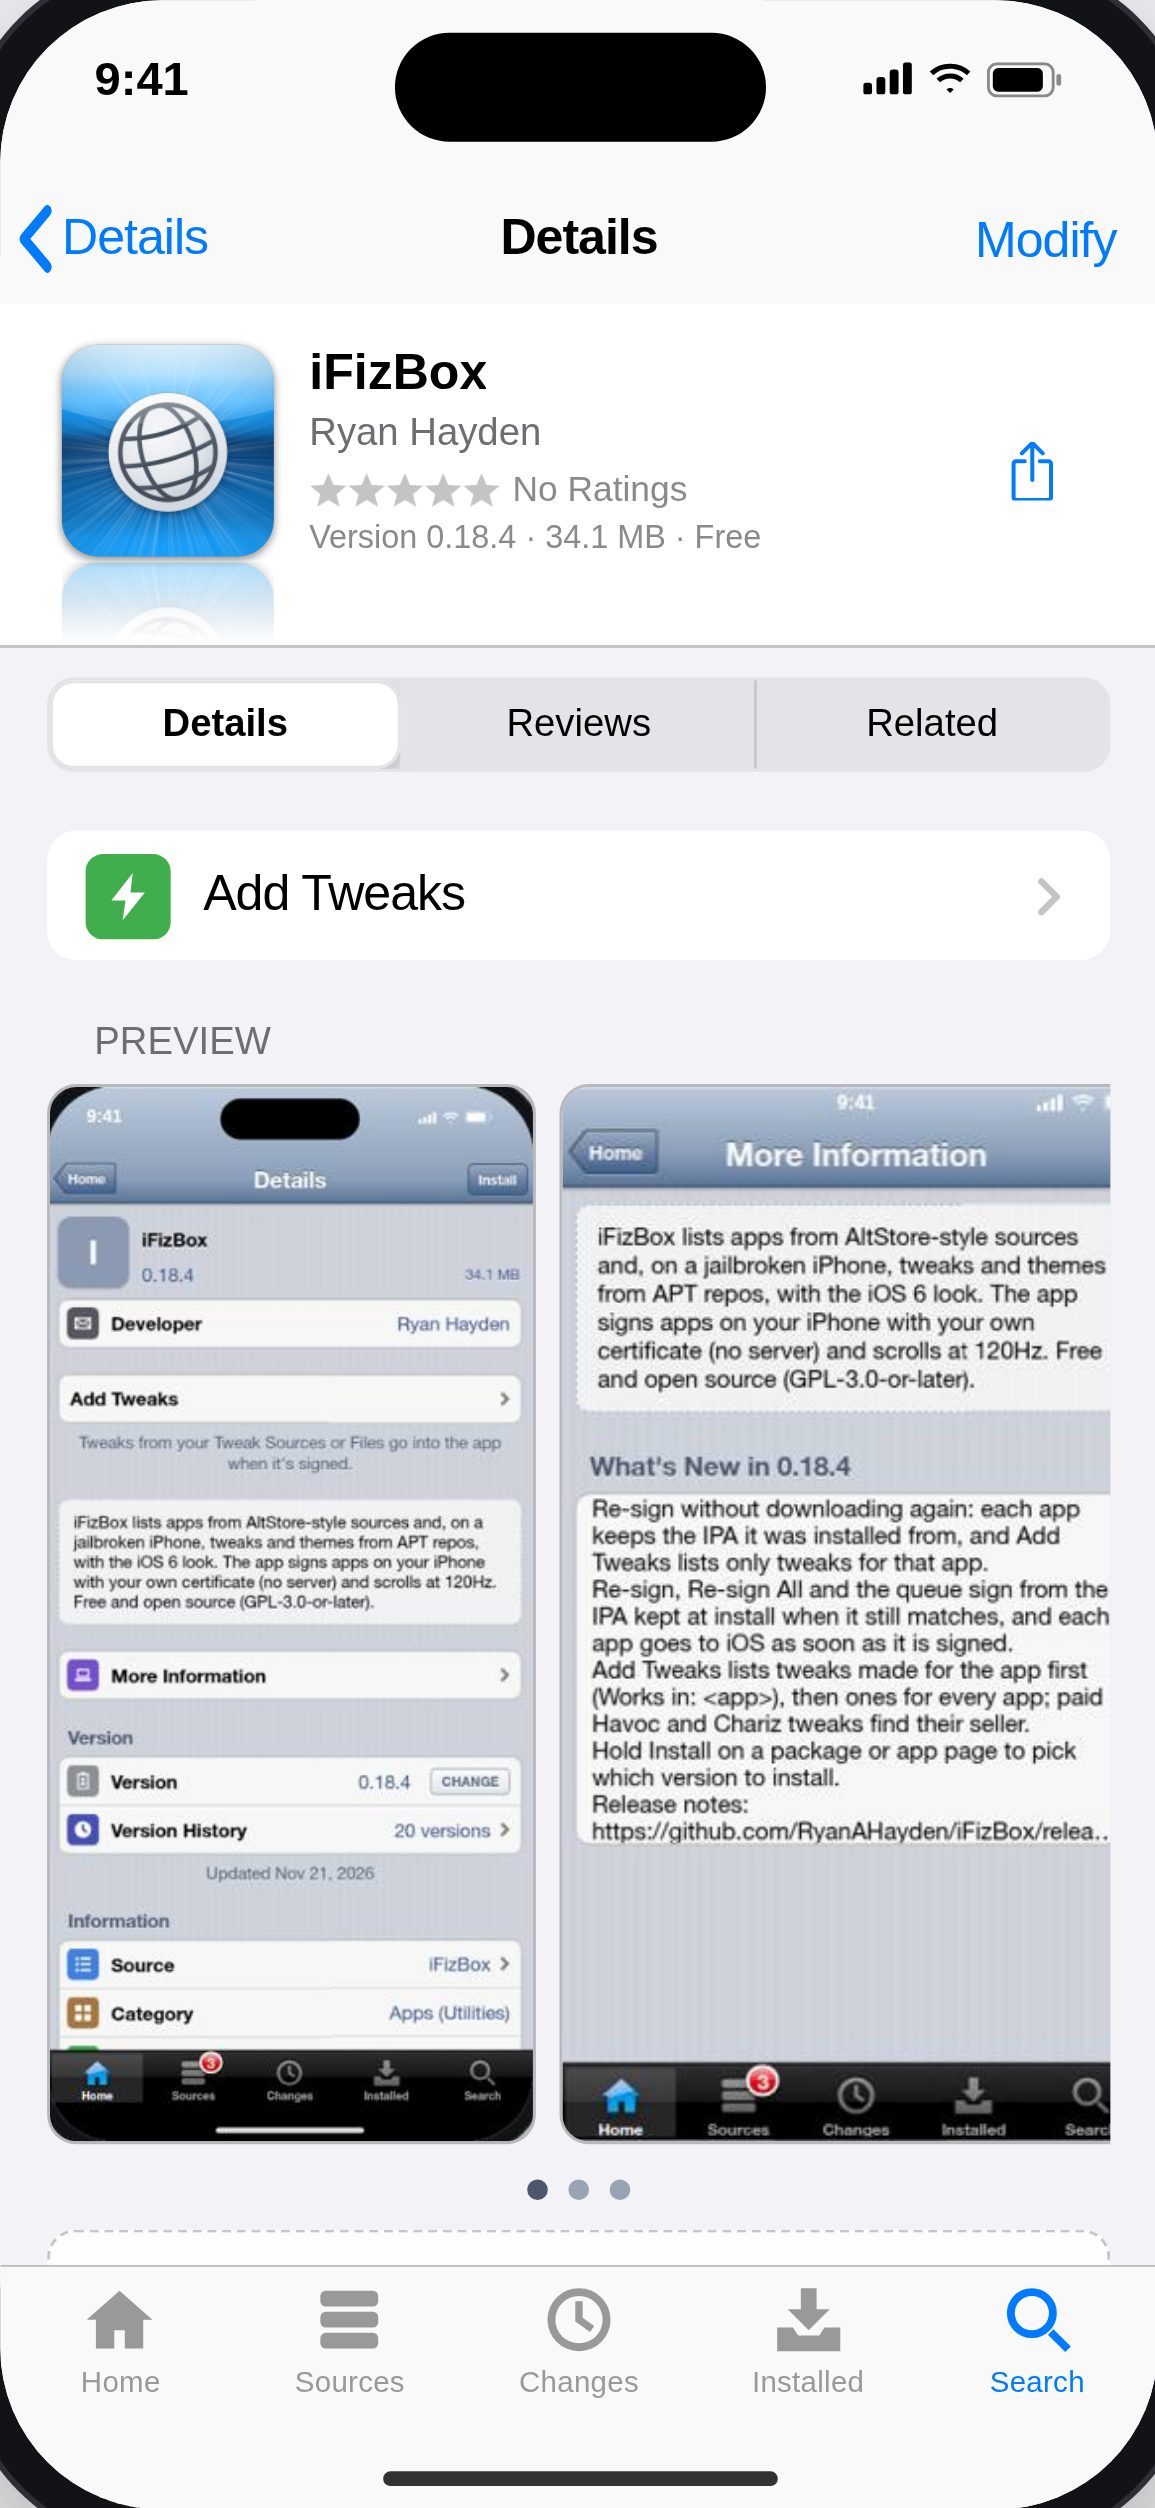 9:41
Details
Details
Modify
iFizBox
Ryan Hayden
No Ratings
Version 0.18.4 · 34.1 MB · Free
Details
Reviews
Related
Add Tweaks
PREVIEW
9:41
Home
Details
Install
I
iFizBox
0.18.4
34.1 MB
Developer
Ryan Hayden
Add Tweaks
Tweaks from your Tweak Sources or Files go into the app
when it's signed.
iFizBox lists apps from AltStore-style sources and, on a
jailbroken iPhone, tweaks and themes from APT repos,
with the iOS 6 look. The app signs apps on your iPhone
with your own certificate (no server) and scrolls at 120Hz.
Free and open source (GPL-3.0-or-later).
More Information
Version
Version
0.18.4
CHANGE
Version History
20 versions
Updated Nov 21, 2026
Information
Source
iFizBox
Category
Apps (Utilities)
3
Home
Sources
Changes
Installed
Search
9:41
Home
More Information
iFizBox lists apps from AltStore-style sources
and, on a jailbroken iPhone, tweaks and themes
from APT repos, with the iOS 6 look. The app
signs apps on your iPhone with your own
certificate (no server) and scrolls at 120Hz. Free
and open source (GPL-3.0-or-later).
What's New in 0.18.4
Re-sign without downloading again: each app
keeps the IPA it was installed from, and Add
Tweaks lists only tweaks for that app.
Re-sign, Re-sign All and the queue sign from the
IPA kept at install when it still matches, and each
app goes to iOS as soon as it is signed.
Add Tweaks lists tweaks made for the app first
(Works in: <app>), then ones for every app; paid
Havoc and Chariz tweaks find their seller.
Hold Install on a package or app page to pick
which version to install.
Release notes:
https://github.com/RyanAHayden/iFizBox/relea…
3
Home
Sources
Changes
Installed
Searc
Home
Sources
Changes
Installed
Search